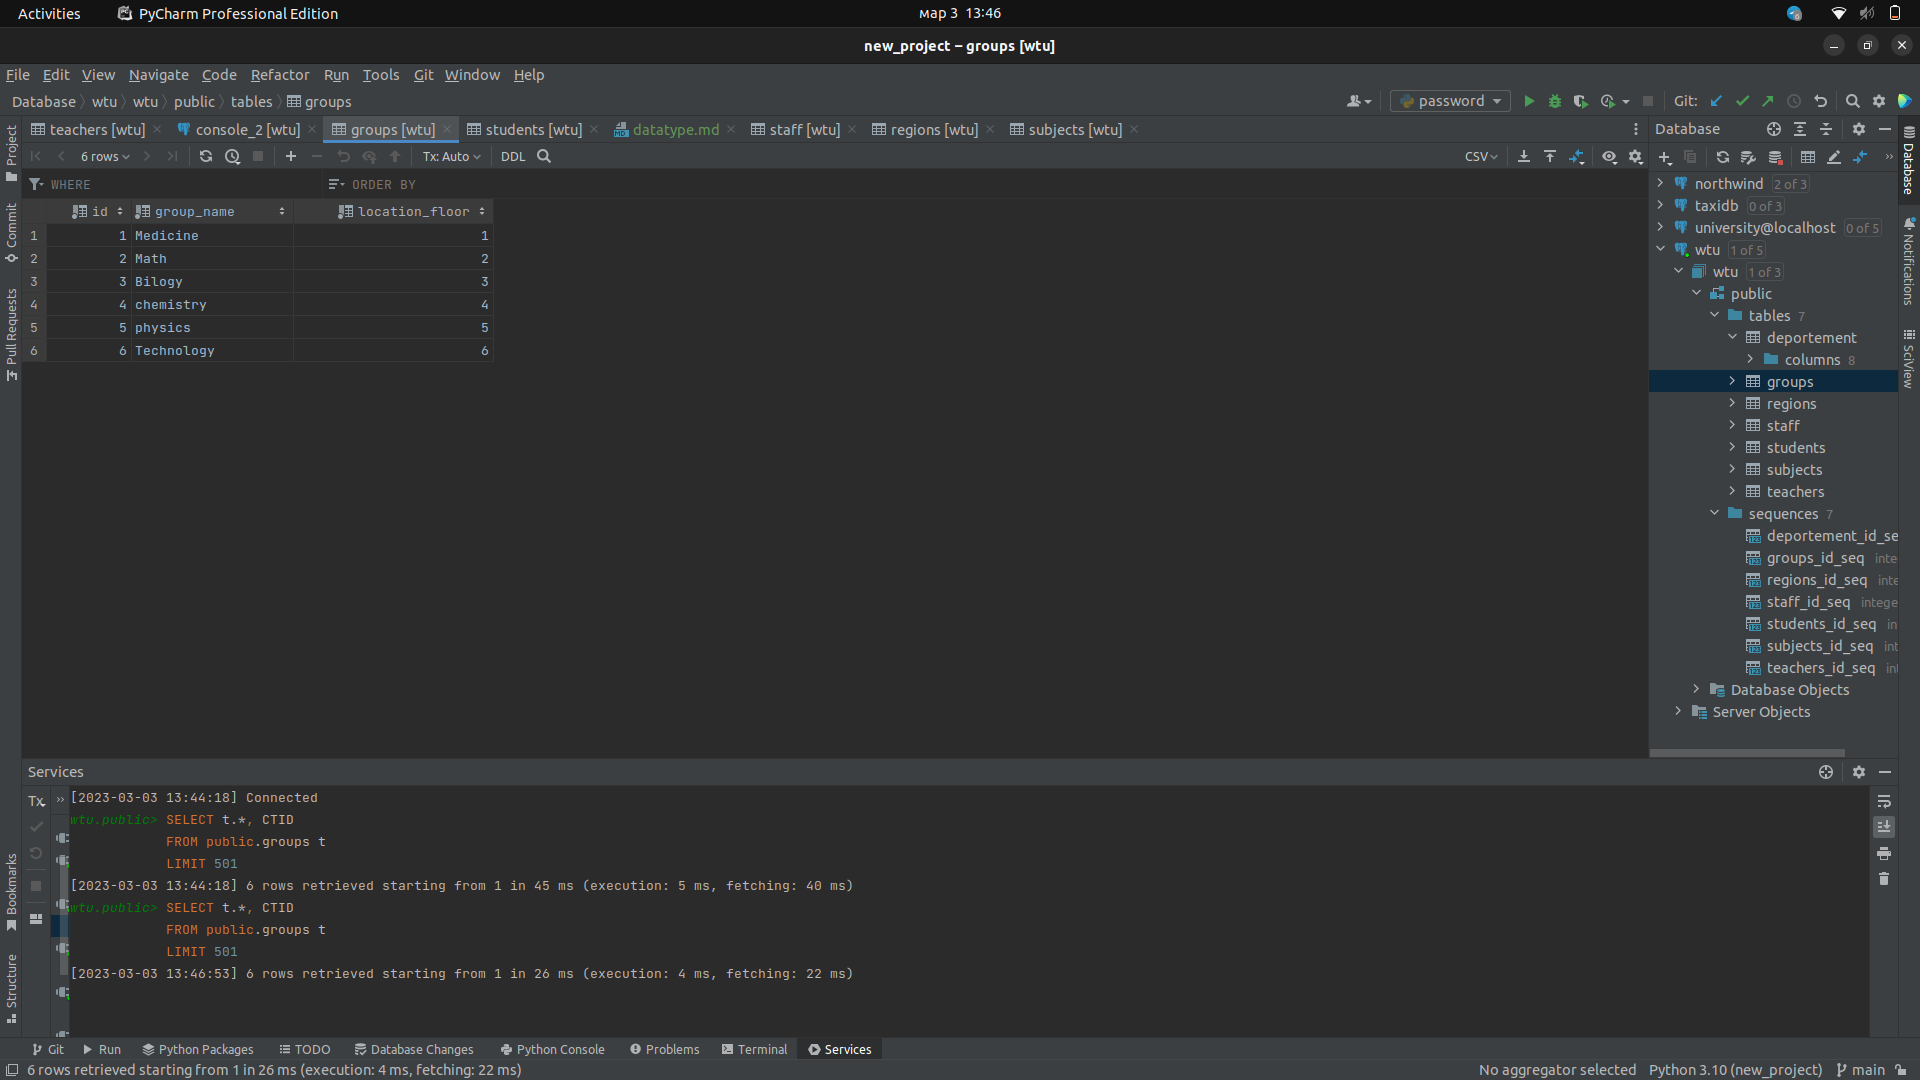 Activities PyCharm Professional Edition мар 3 13:46
new_project – groups [wtu]
File Edit View Navigate Code Refactor Run Tools Git Window Help
Database wtu wtu public tables groups password Git:
teachers [wtu] console_2 [wtu] groups [wtu] students [wtu] datatype.md staff [wtu] regions [wtu] subjects [wtu]
6 rows Tx: Auto DDL CSV
WHERE ORDER BY
id group_name location_floor
1 1 Medicine 1
2 2 Math 2
3 3 Bilogy 3
4 4 chemistry 4
5 5 physics 5
6 6 Technology 6
Project
Commit
Pull Requests
Bookmarks
Structure
Database
northwind 2 of 3
taxidb 0 of 3
university@localhost 0 of 5
wtu 1 of 5
wtu 1 of 3
public
tables 7
deportement
columns 8
groups
regions
staff
students
subjects
teachers
sequences 7
deportement_id_se
groups_id_seq inte
regions_id_seq inte
staff_id_seq intege
students_id_seq in
subjects_id_seq int
teachers_id_seq int
Database Objects
Server Objects
Database
Notifications
SciView
Services
Tx
[2023-03-03 13:44:18] Connected
wtu.public> SELECT t.*, CTID
FROM public.groups t
LIMIT 501
[2023-03-03 13:44:18] 6 rows retrieved starting from 1 in 45 ms (execution: 5 ms, fetching: 40 ms)
wtu.public> SELECT t.*, CTID
FROM public.groups t
LIMIT 501
[2023-03-03 13:46:53] 6 rows retrieved starting from 1 in 26 ms (execution: 4 ms, fetching: 22 ms)
Git Run Python Packages TODO Database Changes Python Console Problems Terminal Services
6 rows retrieved starting from 1 in 26 ms (execution: 4 ms, fetching: 22 ms) No aggregator selected Python 3.10 (new_project) main